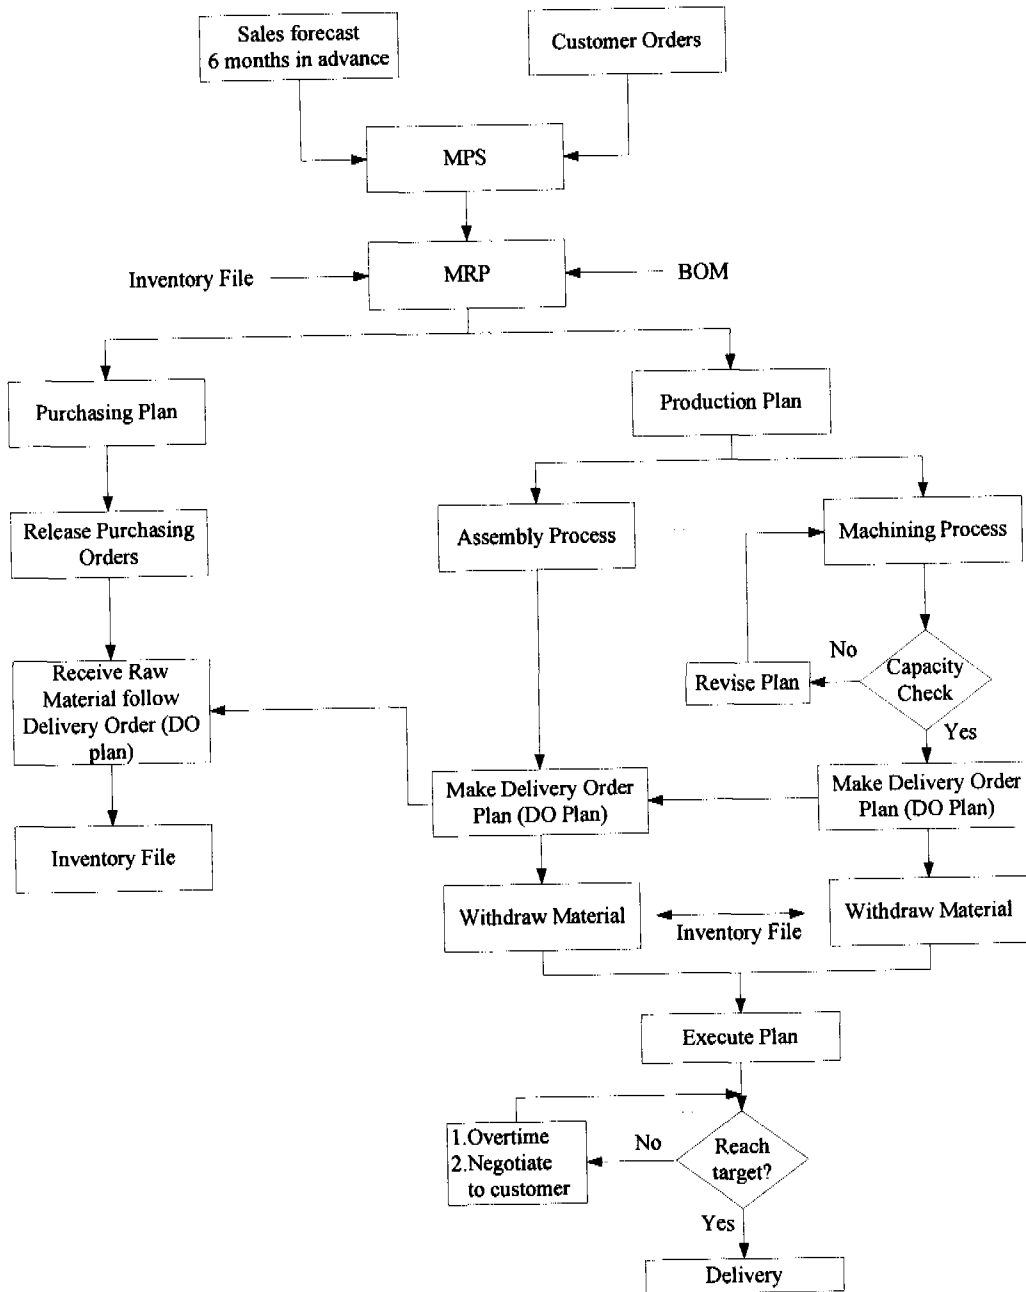 Sales forecast
6 months in advance
Customer Orders
MPS
Inventory File
MRP
BOM
Purchasing Plan
Production Plan
Release Purchasing
Orders
Assembly Process
Machining Process
Receive Raw
Material follow
Delivery Order (DO
plan)
Revise Plan
No
Capacity
Check
Yes
Make Delivery Order
Plan (DO Plan)
Make Delivery Order
Plan (DO Plan)
Inventory File
Withdraw Material
Inventory File
Withdraw Material
Execute Plan
1.Overtime
2.Negotiate
to customer
No
Reach
target?
Yes
Delivery